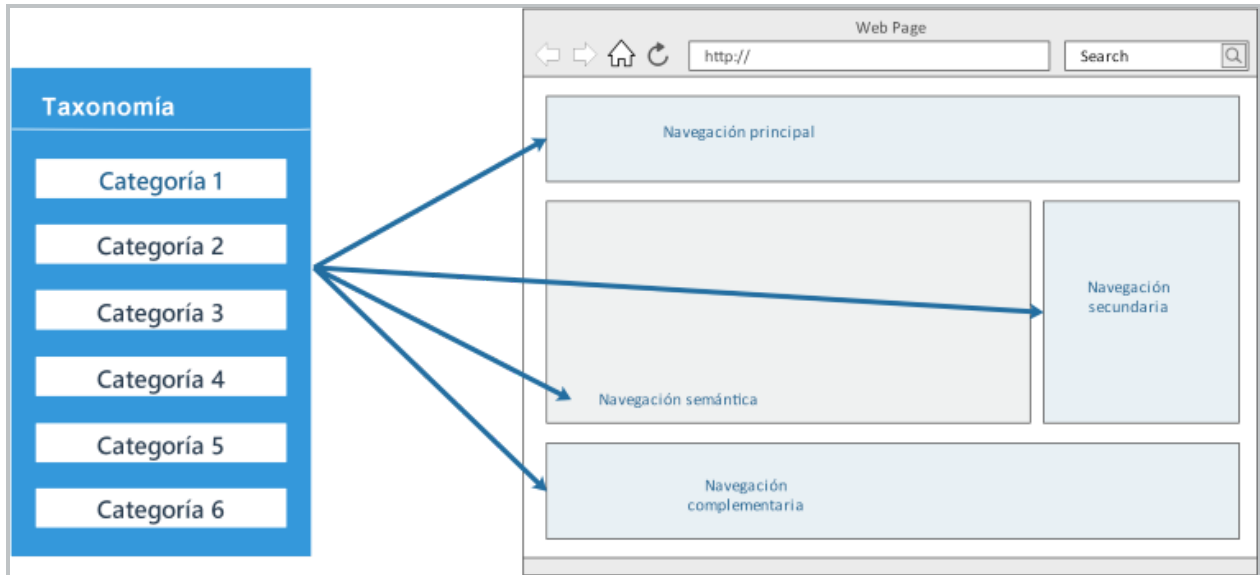 Taxonomía
Categoría 1
Categoría 2
Categoría 3
Categoría 4
Categoría 5
Categoría 6
Web Page
http://
Search
Navegación principal
Navegación
secundaria
Navegación semántica
Navegación
complementaria